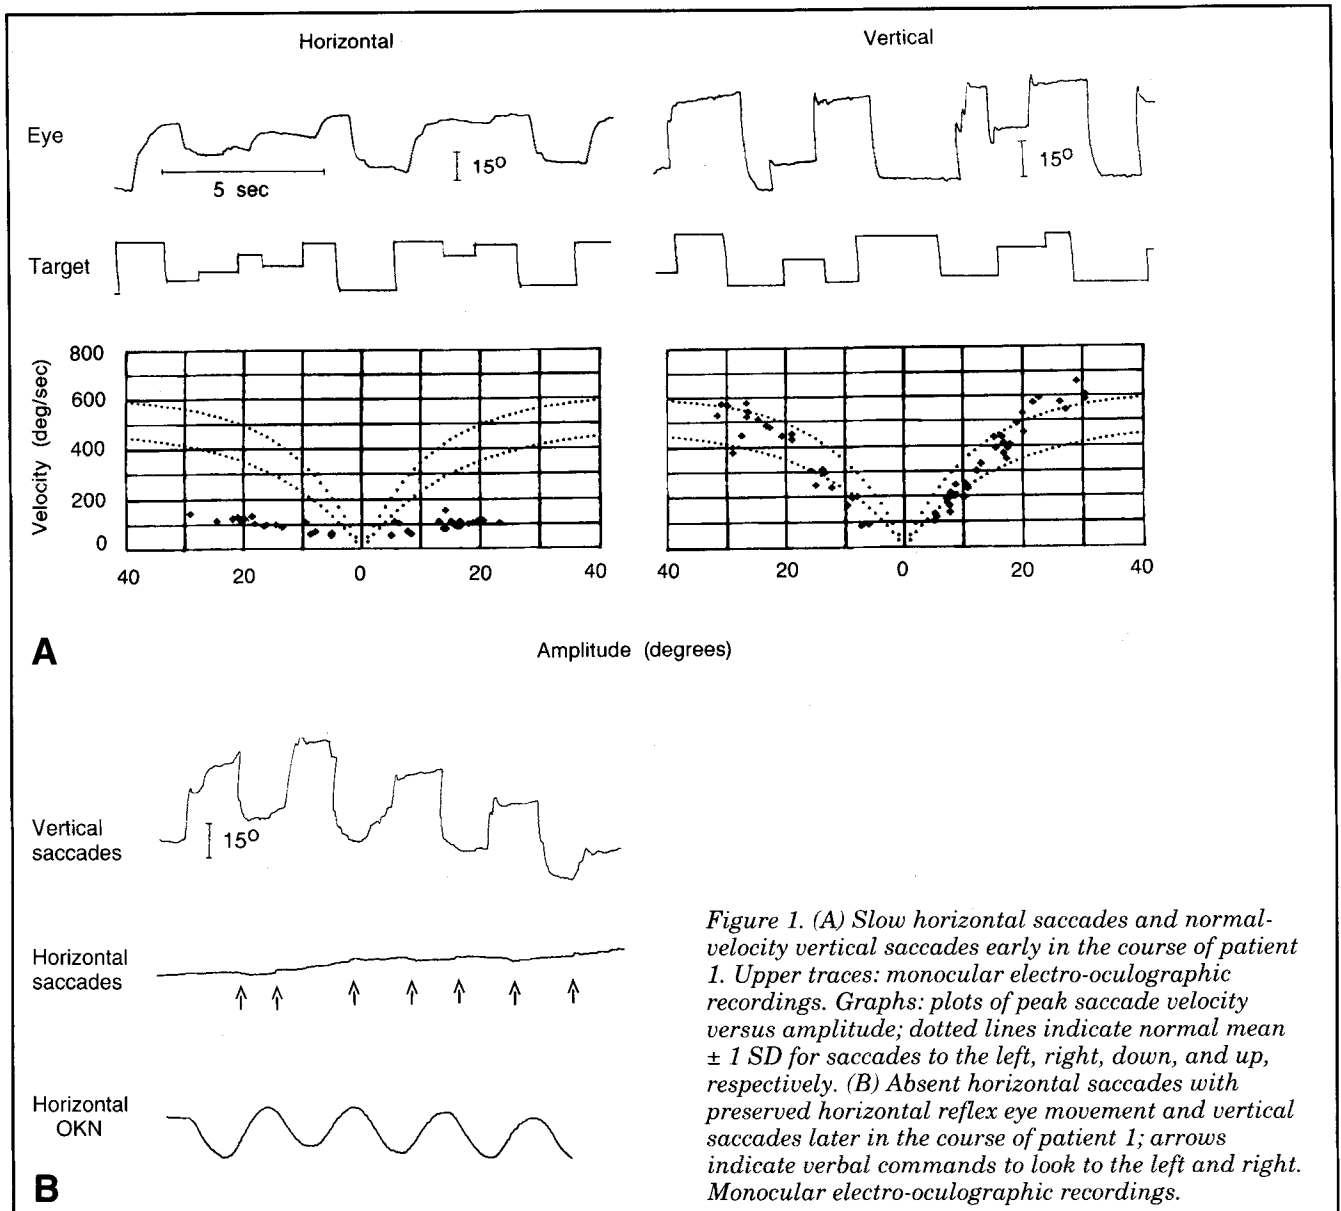 Horizontal
Vertical
Eye
15°
5 sec
15°
Target
Velocity (deg/sec)
800
600
400
200
0
40 20 0 20 40
40 20 0 20 40
A
Amplitude (degrees)
Vertical
saccades
15°
Horizontal
saccades
Horizontal
OKN
B
Figure 1. (A) Slow horizontal saccades and normal-
velocity vertical saccades early in the course of patient
1. Upper traces: monocular electro-oculographic
recordings. Graphs: plots of peak saccade velocity
versus amplitude; dotted lines indicate normal mean
± 1 SD for saccades to the left, right, down, and up,
respectively. (B) Absent horizontal saccades with
preserved horizontal reflex eye movement and vertical
saccades later in the course of patient 1; arrows
indicate verbal commands to look to the left and right.
Monocular electro-oculographic recordings.